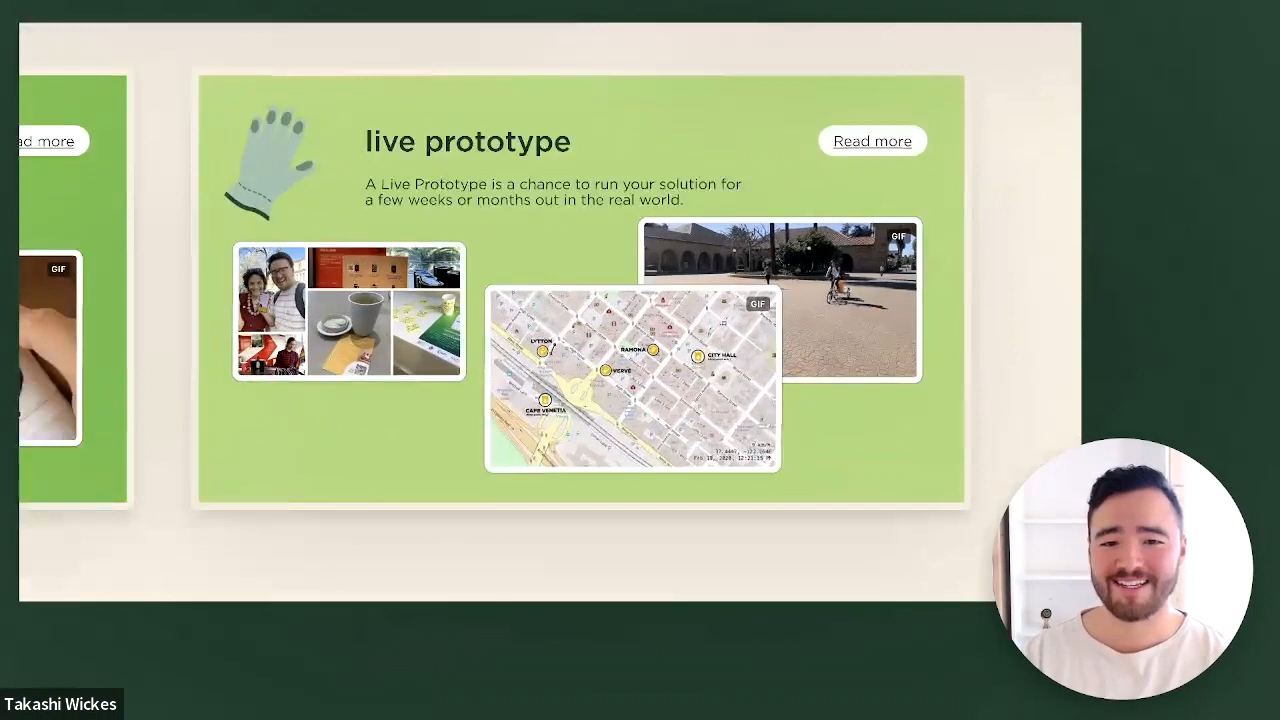 ad more
live prototype
Read more
A Live Prototype is a chance to run your solution for
a few weeks or months out in the real world.
GIF
GIF
GIF
LYTTON
RAMONA
CITY HALL
VERVE
CAFE VENETIA
Takashi Wickes